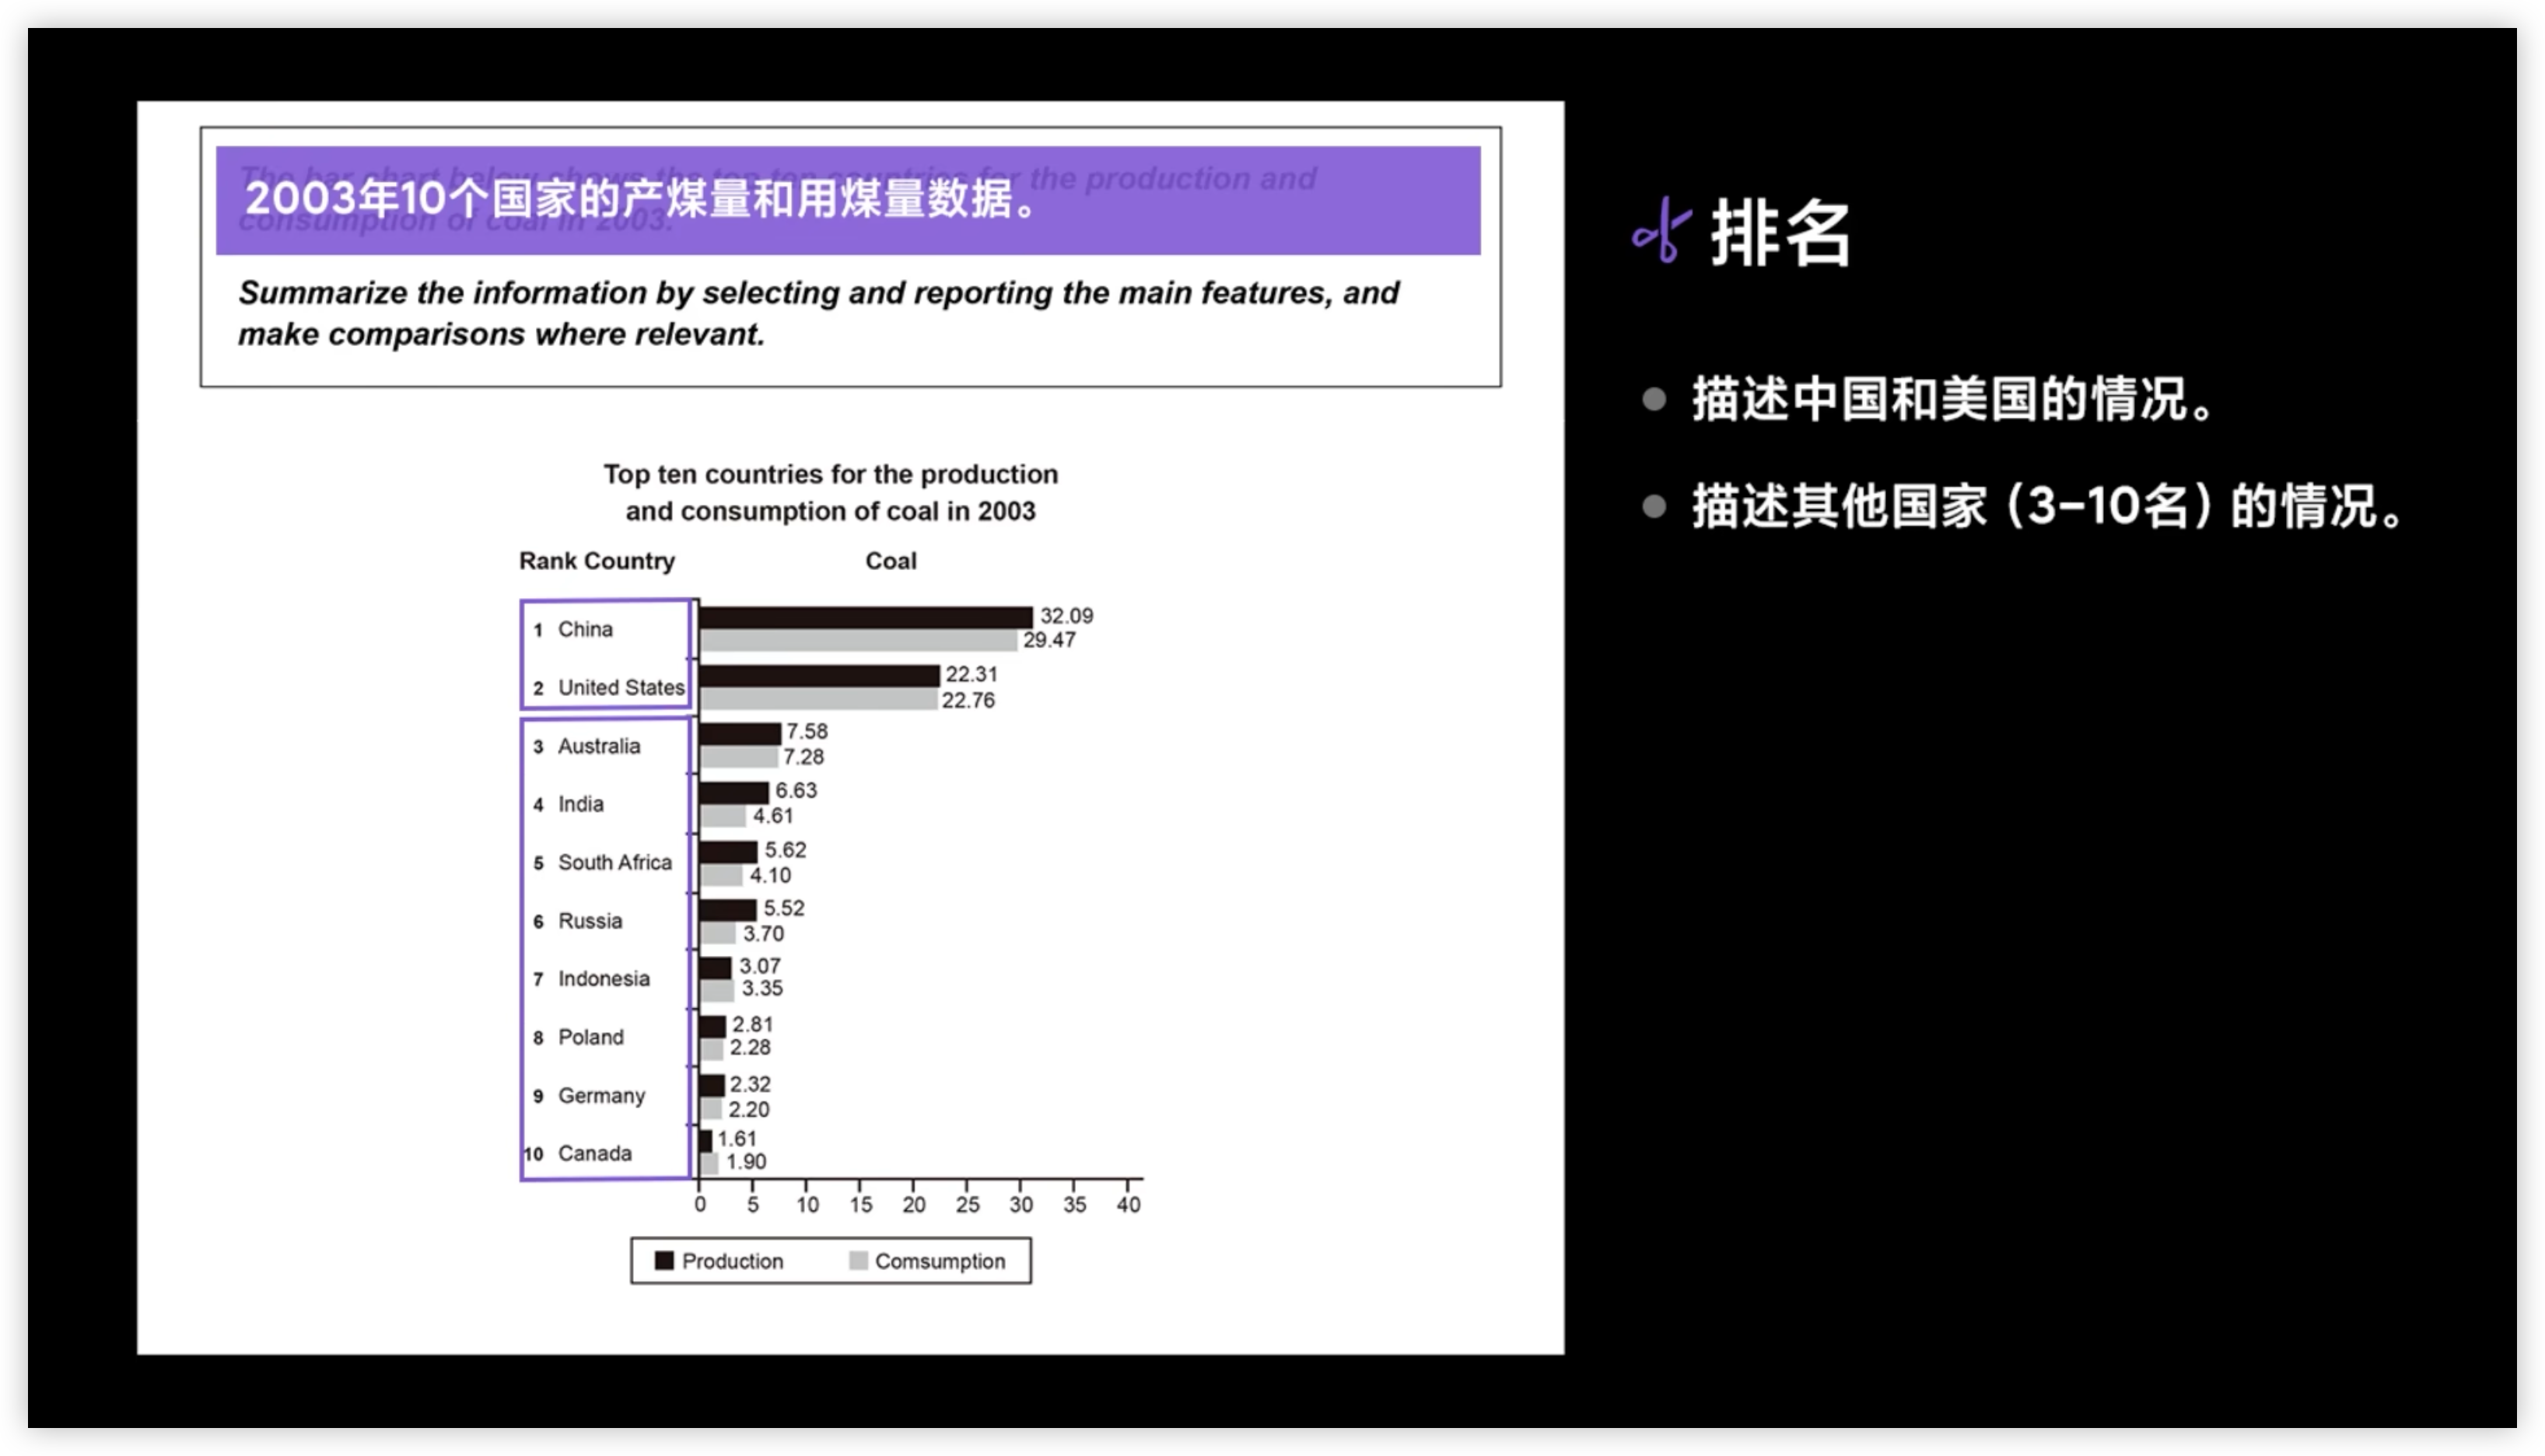 The bar chart below shows the top ten countries for the production and
consumption of coal in 2003.
2003年10个国家的产煤量和用煤量数据。
Summarize the information by selecting and reporting the main features, and
make comparisons where relevant.
Top ten countries for the production
and consumption of coal in 2003
Rank Country Coal
1 China 32.09
29.47
2 United States 22.31
22.76
3 Australia 7.58
7.28
4 India 6.63
4.61
5 South Africa 5.62
4.10
6 Russia 5.52
3.70
7 Indonesia 3.07
3.35
8 Poland 2.81
2.28
9 Germany 2.32
2.20
10 Canada 1.61
1.90
0 5 10 15 20 25 30 35 40
Production Comsumption
排名
描述中国和美国的情况。
描述其他国家（3-10名）的情况。